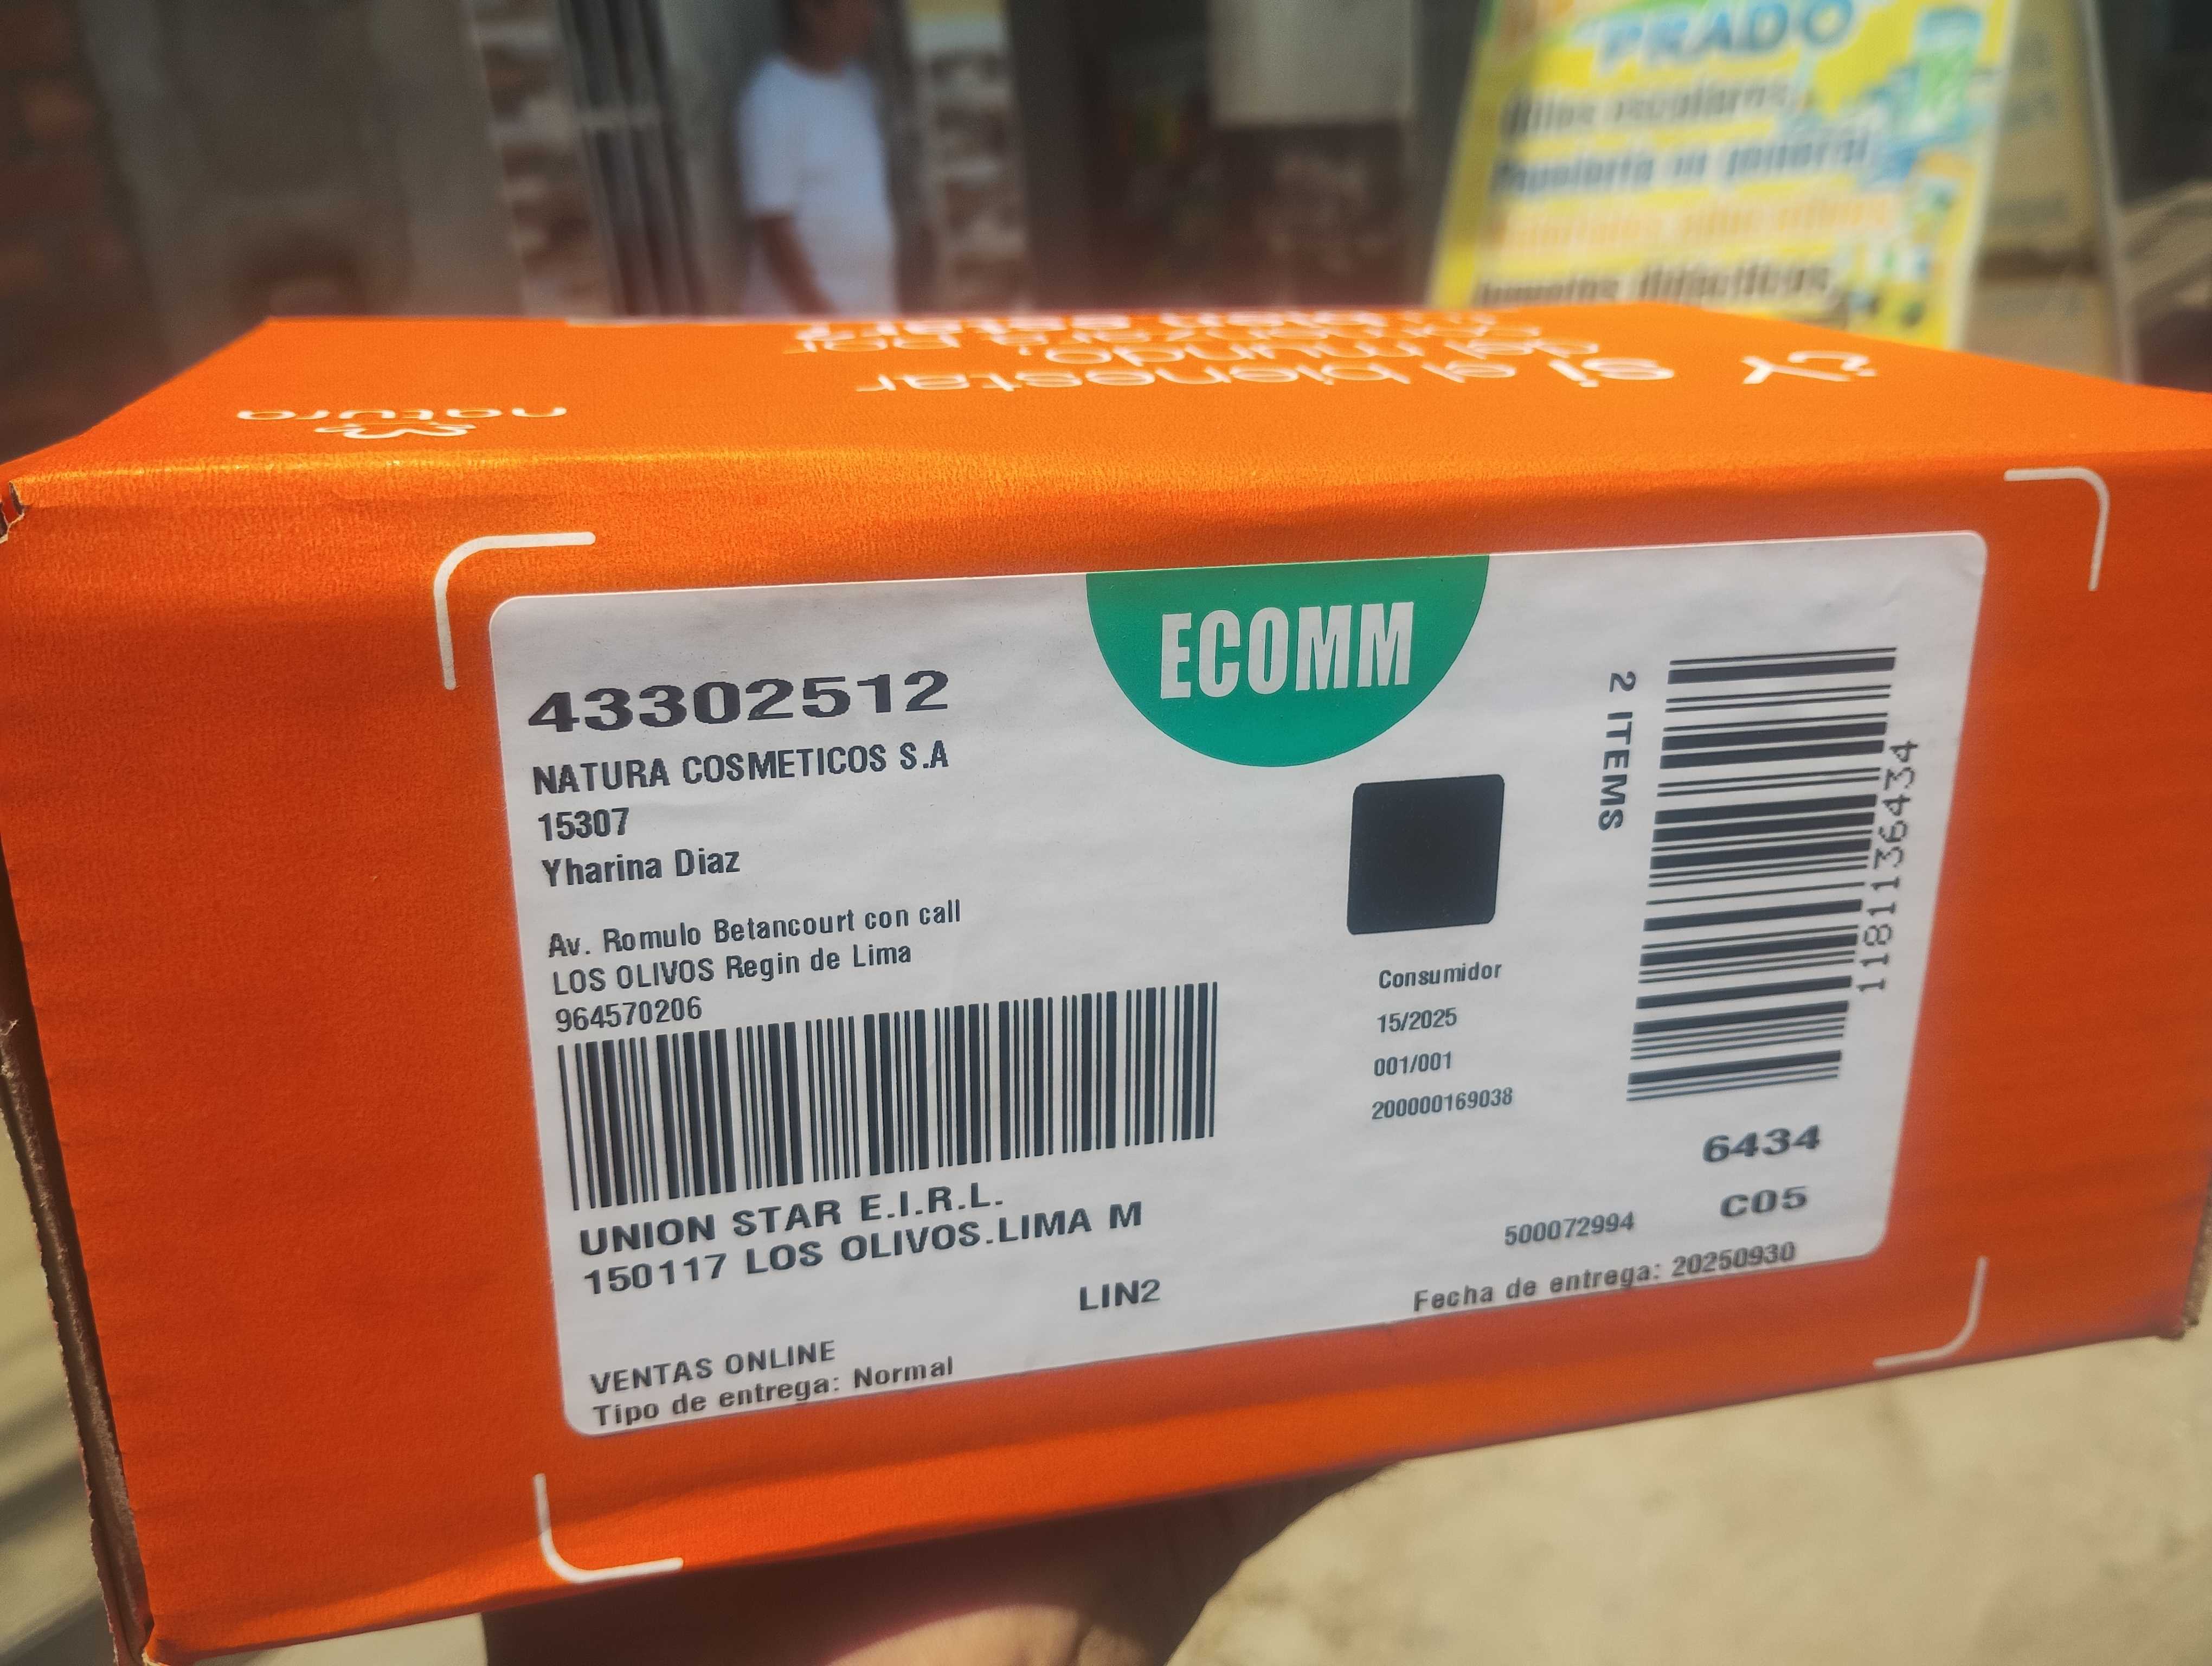 "PRADO"
Papelería en general
¿Y si el bienestar
del mundo,
natura
ECOMM
43302512
NATURA COSMETICOS S.A
15307
Yharina Diaz
Av. Romulo Betancourt con call
LOS OLIVOS Regin de Lima
964570206
UNION STAR E.I.R.L.
150117 LOS OLIVOS.LIMA M
LIN2
VENTAS ONLINE
Tipo de entrega: Normal
2 ITEMS
1181136434
Consumidor
15/2025
001/001
200000169038
6434
C05
500072994
Fecha de entrega: 20250930